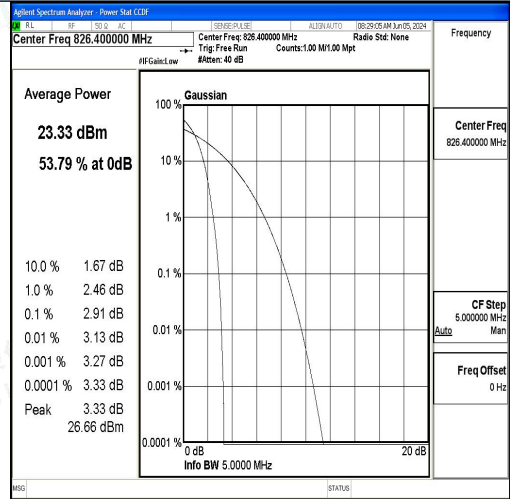 Agilent Spectrum Analyzer - Power Stat CCDF
RL RF 50 Ω AC SENSE:PULSE ALIGN AUTO 08:29:05 AM Jun 05, 2024
Center Freq 826.400000 MHz
Center Freq: 826.400000 MHz Radio Std: None
Trig: Free Run Counts:1.00 M/1.00 Mpt
#IFGain:Low #Atten: 40 dB
Frequency
Average Power
23.33 dBm
53.79 % at 0dB
10.0 % 1.67 dB
1.0 % 2.46 dB
0.1 % 2.91 dB
0.01 % 3.13 dB
0.001 % 3.27 dB
0.0001 % 3.33 dB
Peak 3.33 dB
26.66 dBm
Gaussian
100 %
10 %
1 %
0.1 %
0.01 %
0.001 %
0.0001 %
0 dB 20 dB
Info BW 5.0000 MHz
Center Freq
826.400000 MHz
CF Step
5.000000 MHz
Auto Man
Freq Offset
0 Hz
MSG STATUS